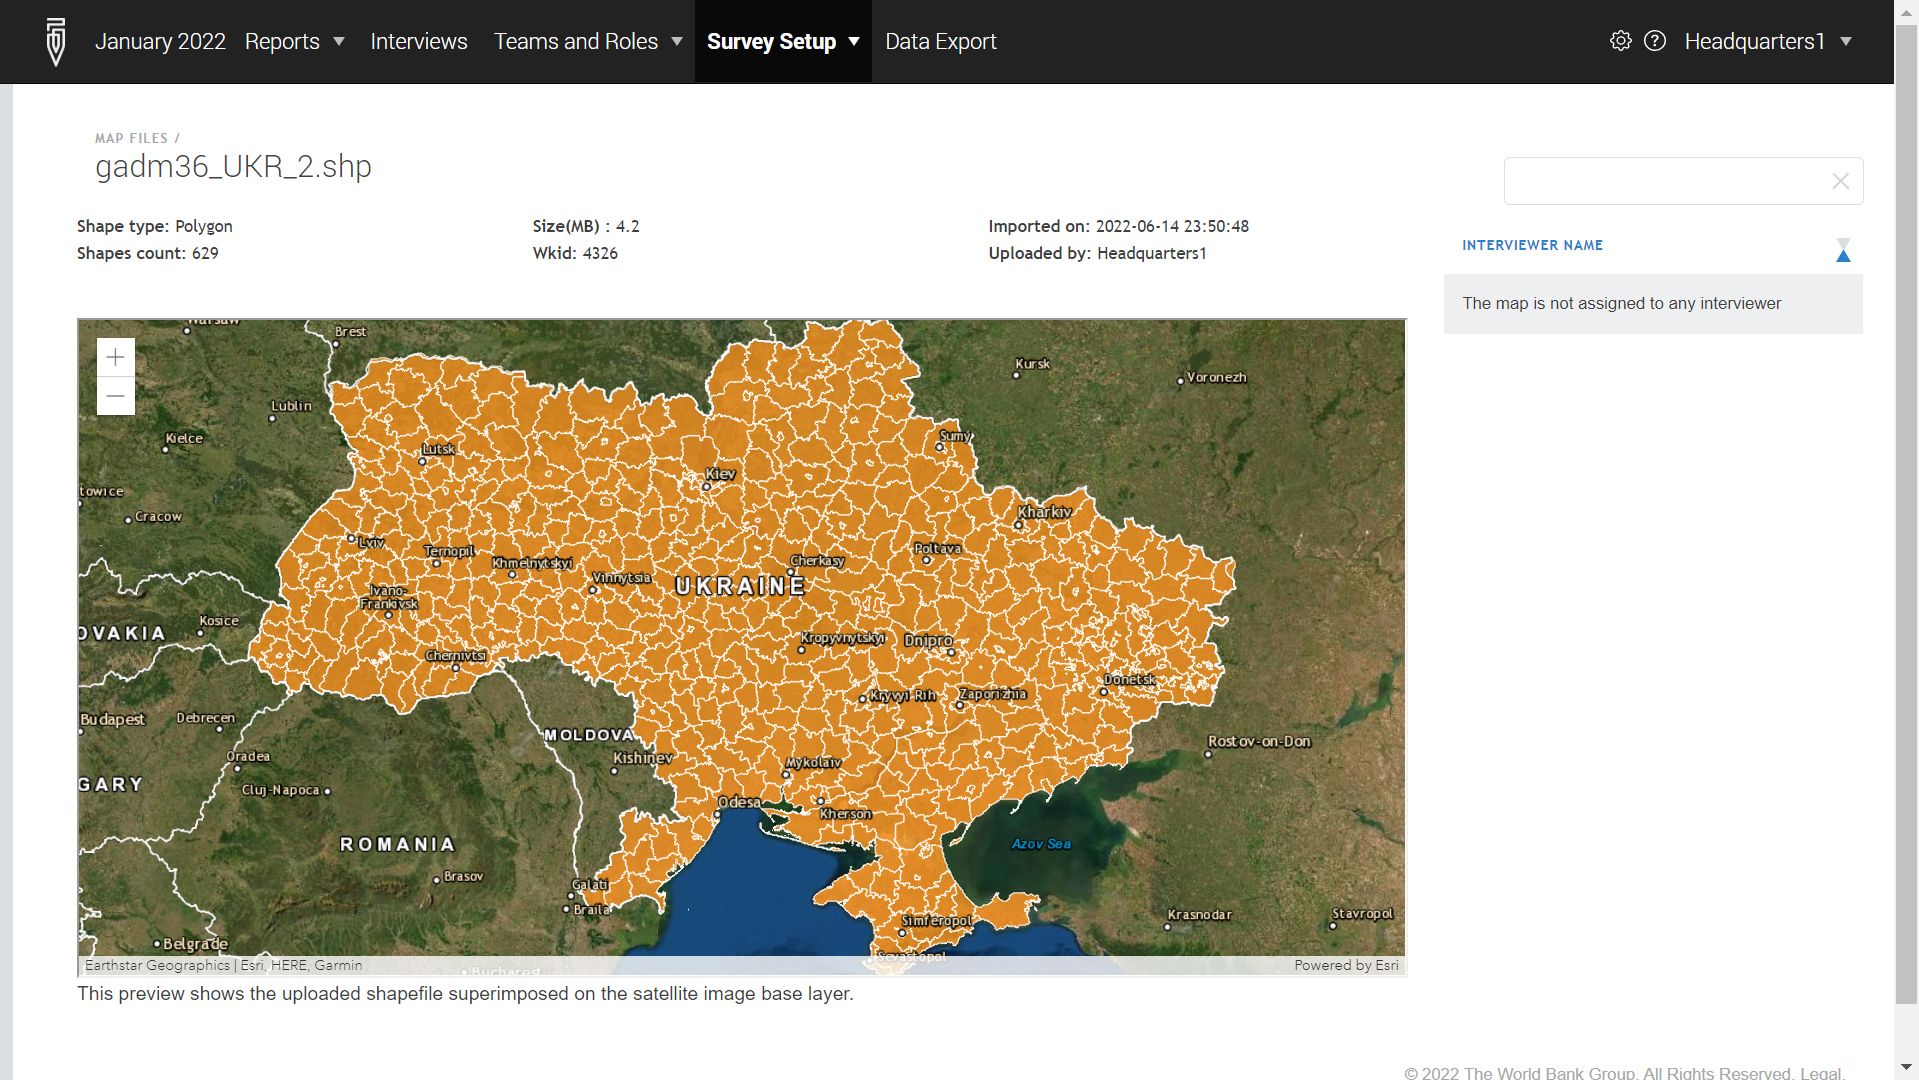 January 2022 Reports Interviews Teams and Roles Survey Setup Data Export Headquarters1
MAP FILES /
gadm36_UKR_2.shp
Shape type: Polygon Size(MB) : 4.2 Imported on: 2022-06-14 23:50:48
Shapes count: 629 Wkid: 4326 Uploaded by: Headquarters1
INTERVIEWER NAME
The map is not assigned to any interviewer
Warsaw
Brest
Kursk
Voronezh
Lublin
Kielce
Sumy
Lutsk
Kiev
towice
Cracow
Kharkiv
Lviv
Ternopil
Poltava
Khmelnytskyi
Cherkasy
Vinnytsia
UKRAINE
Ivano-
Frankivsk
Kosice
OVAKIA
Kropyvnytskyi
Dnipro
Chernivtsi
Donetsk
Kryvyi Rih
Zaporizhia
Budapest
Debrecen
MOLDOVA
Rostov-on-Don
Oradea
Kishinev
Mykolaiv
GARY
Cluj-Napoca
Odesa
Kherson
ROMANIA
Azov Sea
Brasov
Galati
Braila
Krasnodar
Stavropol
Simferopol
Belgrade
Sevastopol
Earthstar Geographics | Esri, HERE, Garmin
Powered by Esri
Bucharest
This preview shows the uploaded shapefile superimposed on the satellite image base layer.
© 2022 The World Bank Group. All Rights Reserved. Legal.